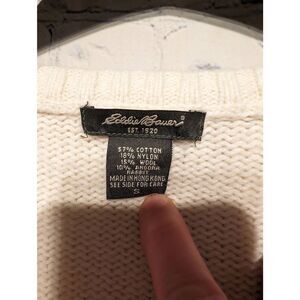 Eddie Bauer®
EST. 1920
57% COTTON
18% NYLON
15% WOOL
10% ANGORA
RABBIT
MADE IN HONG KONG
SEE SIDE FOR CARE
S